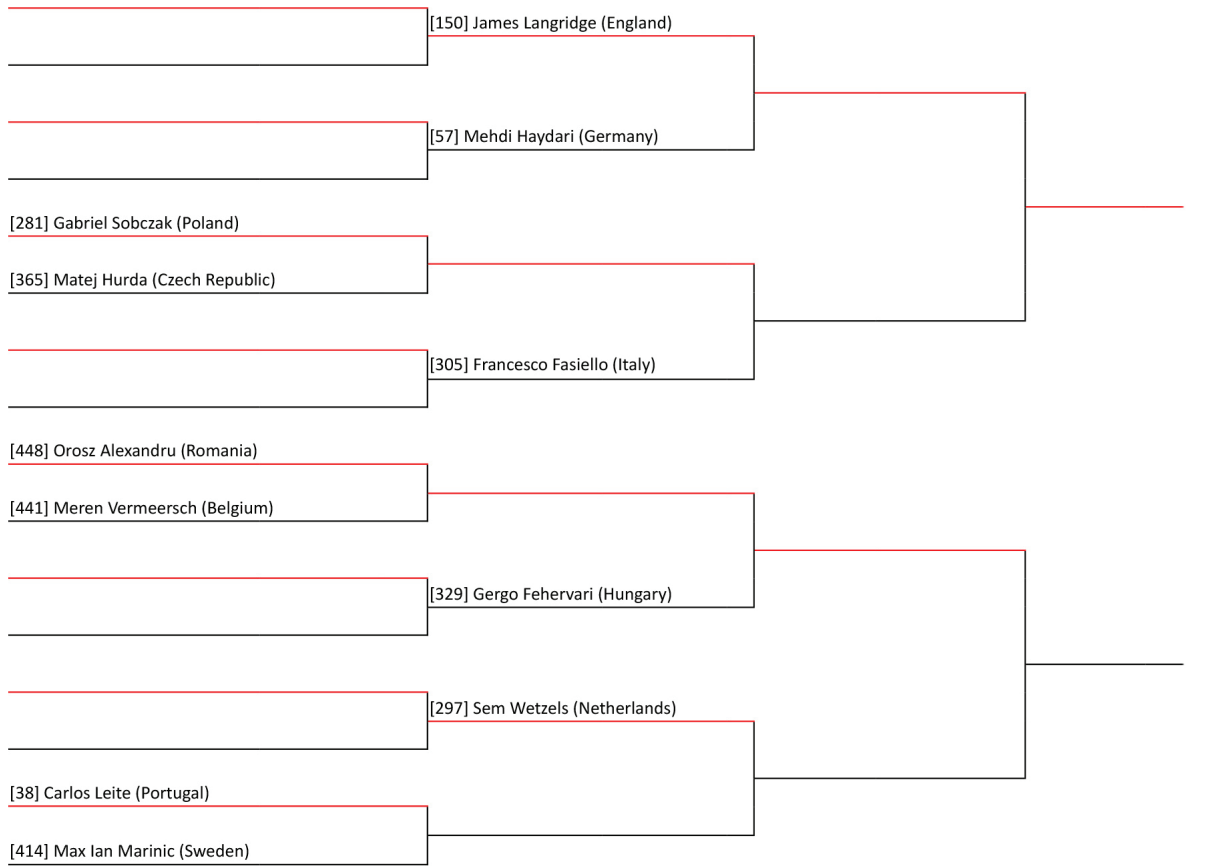 [150] James Langridge (England)
[57] Mehdi Haydari (Germany)
[281] Gabriel Sobczak (Poland)
[365] Matej Hurda (Czech Republic)
[305] Francesco Fasiello (Italy)
[448] Orosz Alexandru (Romania)
[441] Meren Vermeersch (Belgium)
[329] Gergo Fehervari (Hungary)
[297] Sem Wetzels (Netherlands)
[38] Carlos Leite (Portugal)
[414] Max Ian Marinic (Sweden)